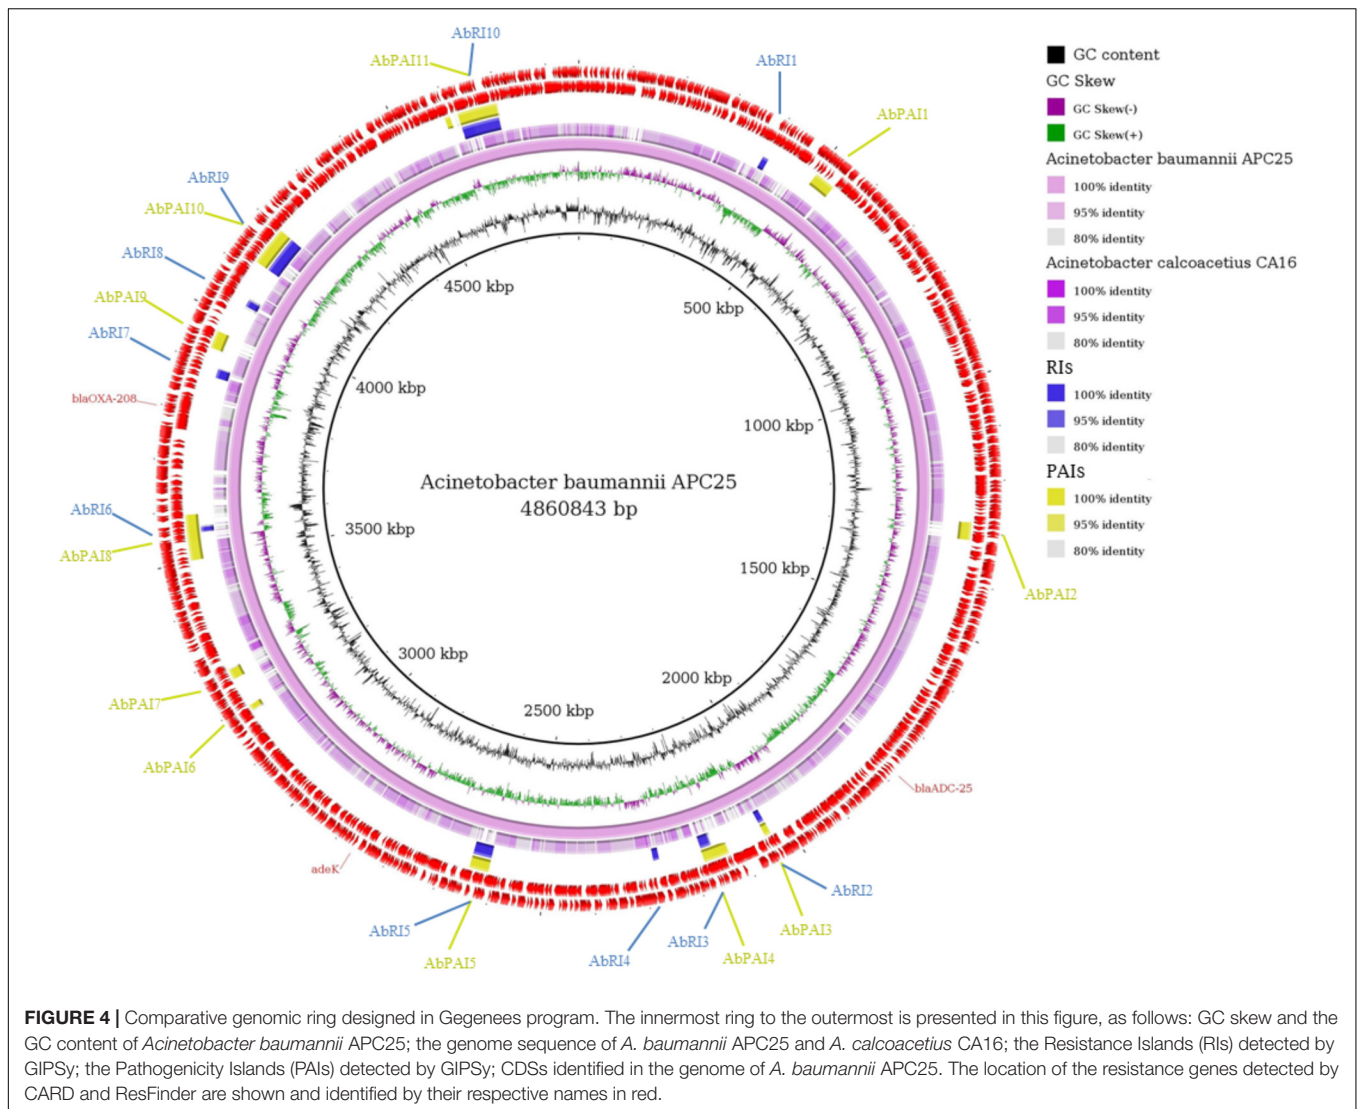 AbRI10
AbPAI11
AbRI1
AbPAI1
AbRI9
AbPAI10
AbRI8
AbPAI9
AbRI7
blaOXA-208
AbRI6
AbPAI8
AbPAI7
AbPAI6
adeK
AbRI5
AbPAI5
AbRI4
AbRI3
AbPAI4
AbPAI3
AbRI2
blaADC-25
AbPAI2
4500 kbp
500 kbp
4000 kbp
1000 kbp
Acinetobacter baumannii APC25
4860843 bp
3500 kbp
1500 kbp
3000 kbp
2000 kbp
2500 kbp
GC content
GC Skew
GC Skew(-)
GC Skew(+)
Acinetobacter baumannii APC25
100% identity
95% identity
80% identity
Acinetobacter calcoacetius CA16
100% identity
95% identity
80% identity
RIs
100% identity
95% identity
80% identity
PAIs
100% identity
95% identity
80% identity
FIGURE 4 | Comparative genomic ring designed in Gegenees program. The innermost ring to the outermost is presented in this figure, as follows: GC skew and the
GC content of Acinetobacter baumannii APC25; the genome sequence of A. baumannii APC25 and A. calcoacetius CA16; the Resistance Islands (RIs) detected by
GIPSy; the Pathogenicity Islands (PAIs) detected by GIPSy; CDSs identified in the genome of A. baumannii APC25. The location of the resistance genes detected by
CARD and ResFinder are shown and identified by their respective names in red.